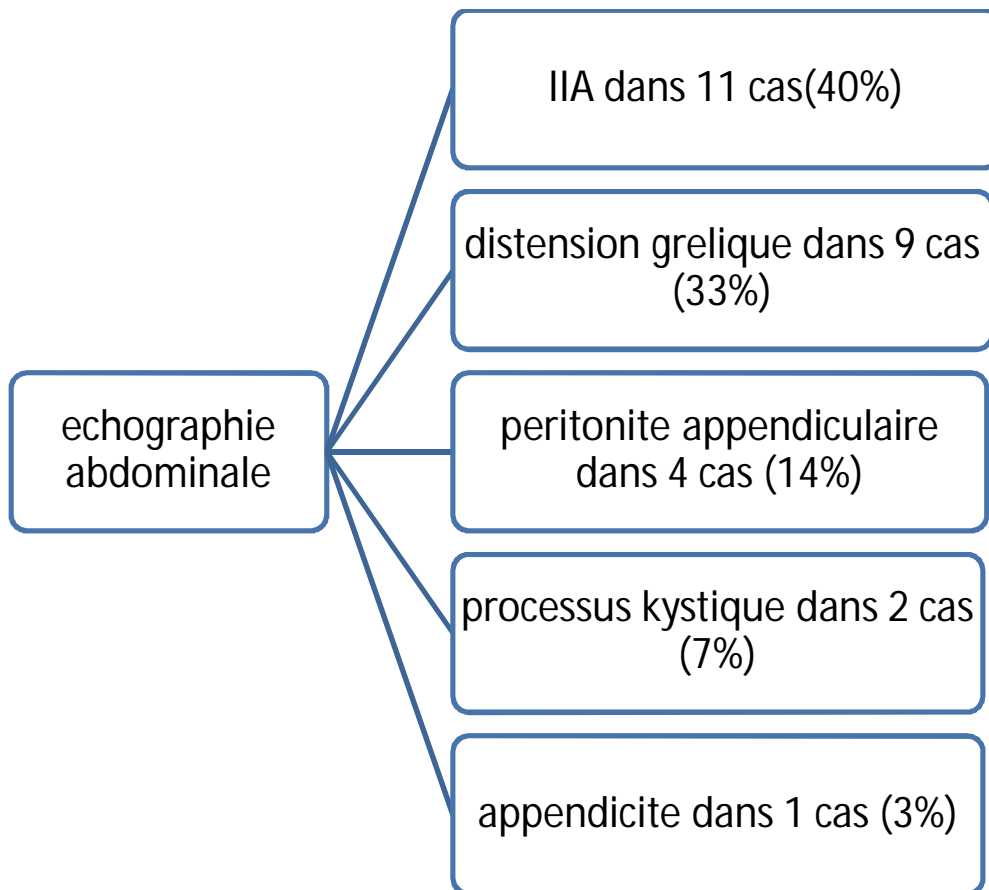 IIA dans 11 cas(40%)
distension grelique dans 9 cas
(33%)
echographie
abdominale
peritonite appendiculaire
dans 4 cas (14%)
processus kystique dans 2 cas
(7%)
appendicite dans 1 cas (3%)